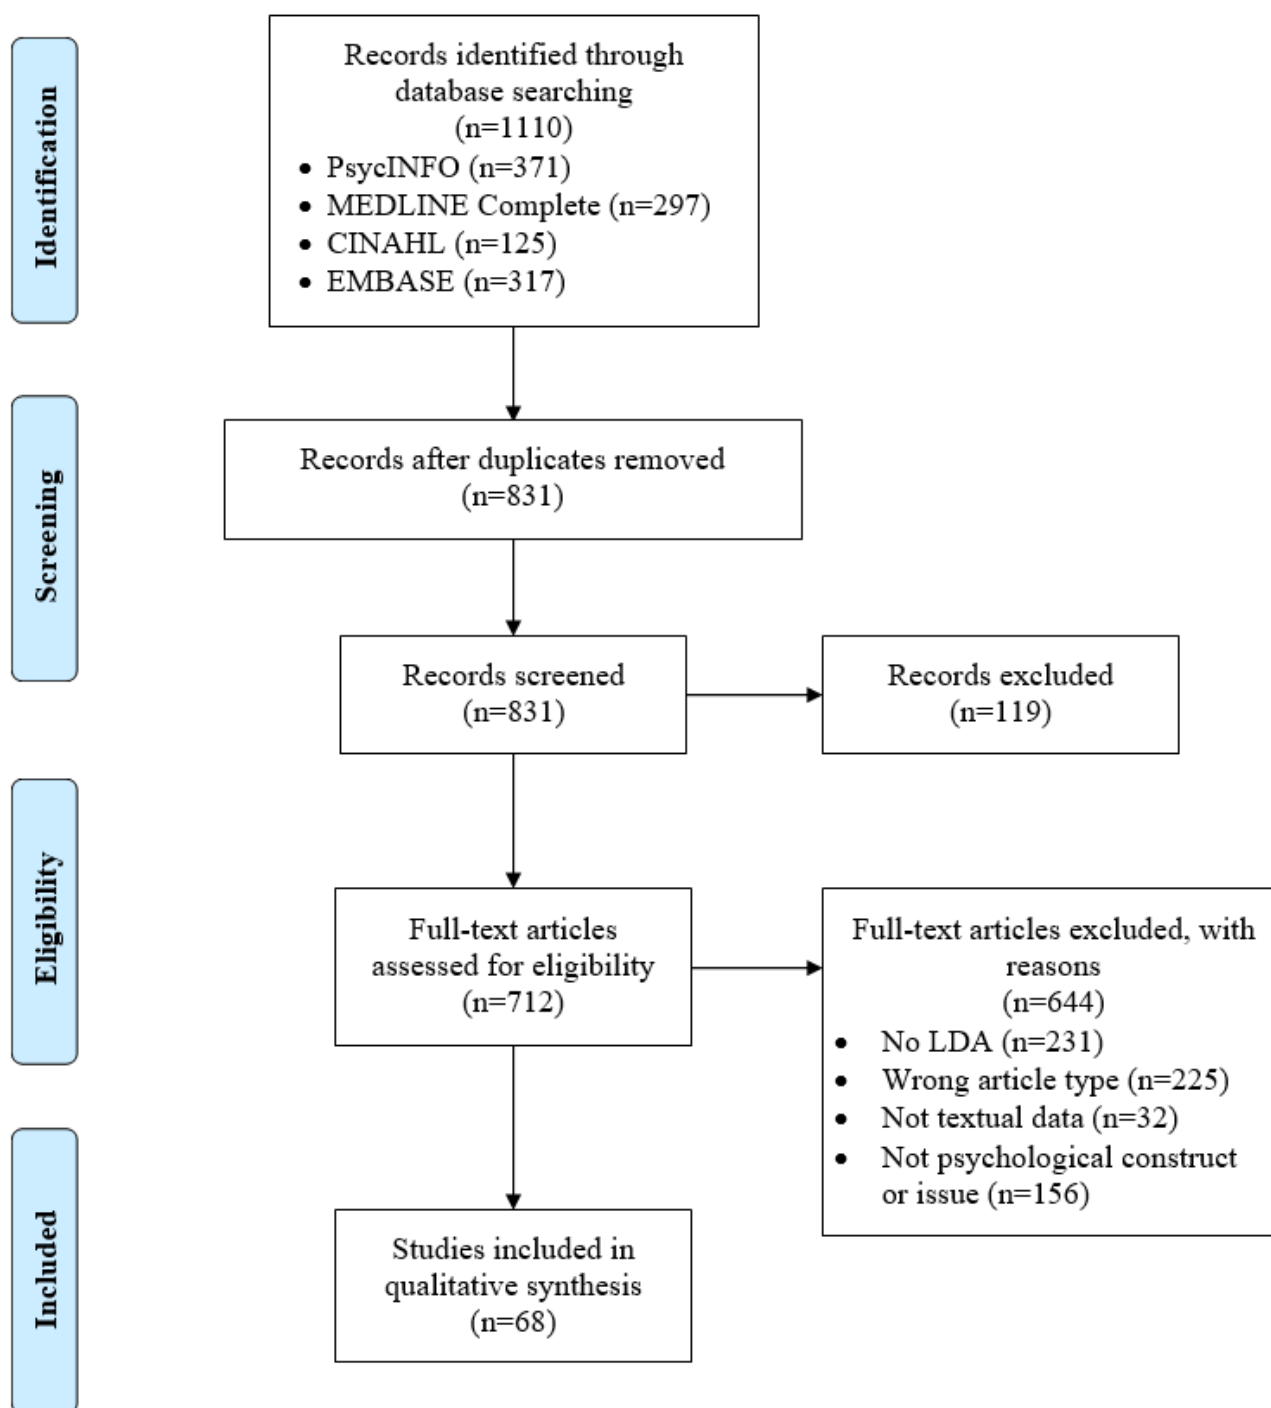 Identification
Records identified through
database searching
(n=1110)
• PsycINFO (n=371)
• MEDLINE Complete (n=297)
• CINAHL (n=125)
• EMBASE (n=317)
Screening
Records after duplicates removed
(n=831)
Records screened
(n=831)
Records excluded
(n=119)
Eligibility
Full-text articles
assessed for eligibility
(n=712)
Full-text articles excluded, with
reasons
(n=644)
• No LDA (n=231)
• Wrong article type (n=225)
• Not textual data (n=32)
• Not psychological construct
or issue (n=156)
Included
Studies included in
qualitative synthesis
(n=68)